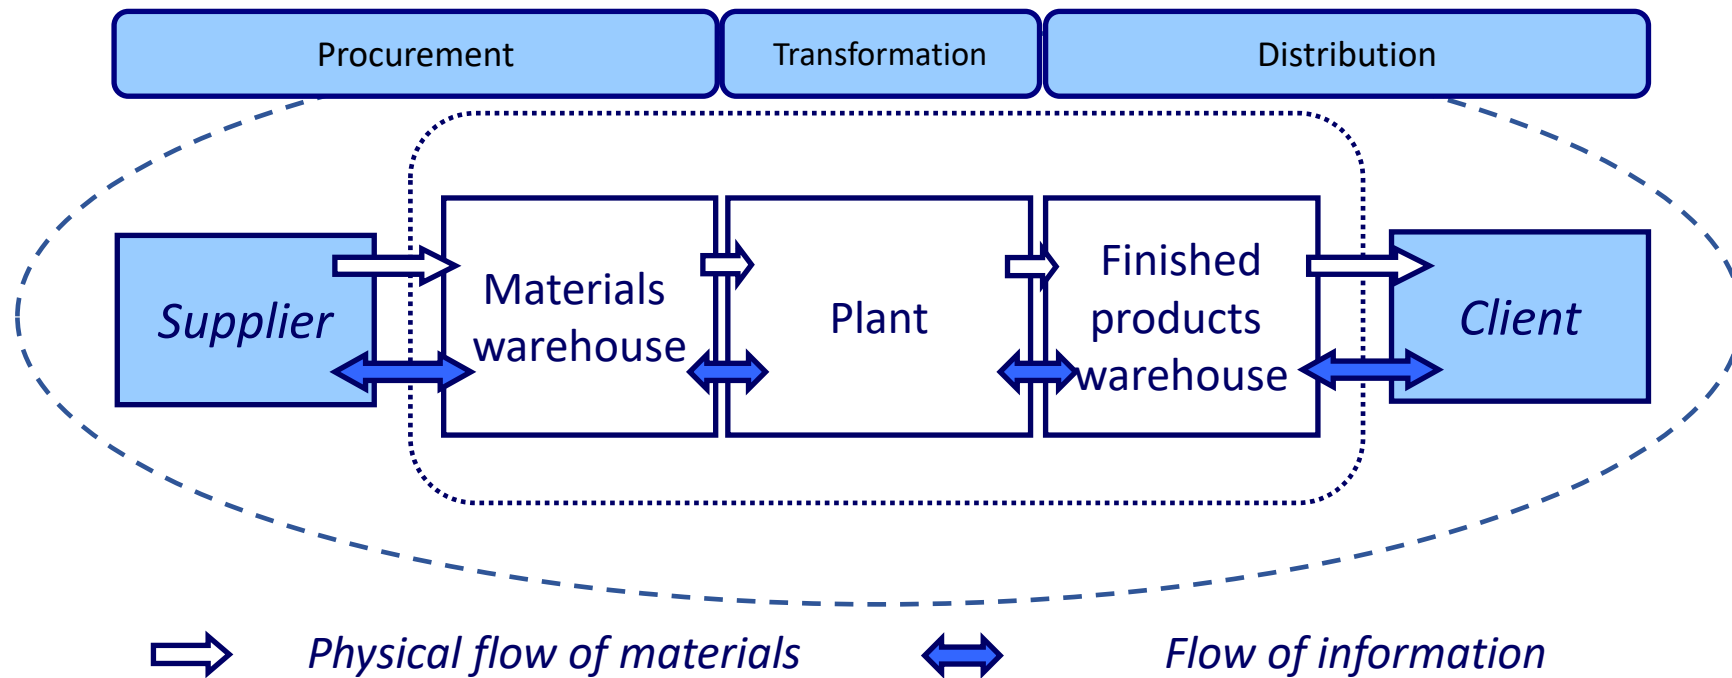 Procurement
Transformation
Distribution
Supplier
Materials
warehouse
Plant
Finished
products
warehouse
Client
Physical flow of materials
Flow of information